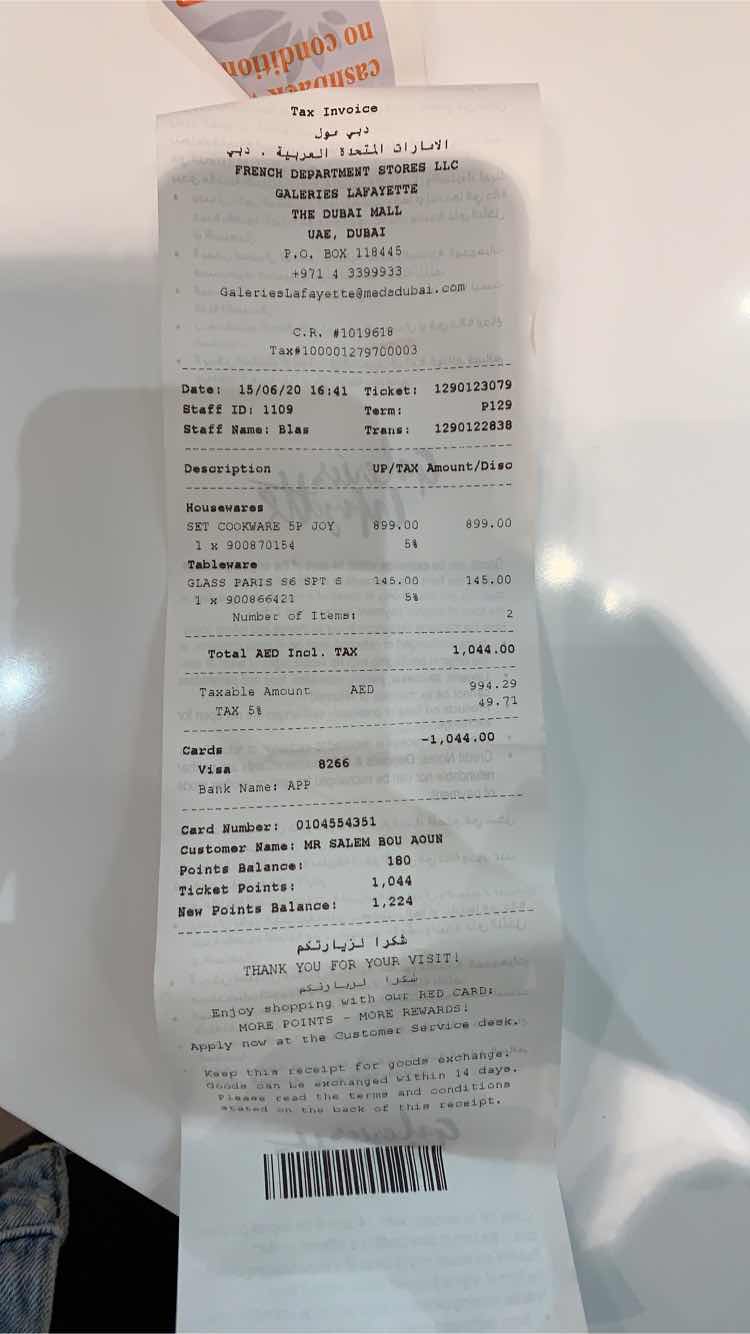 no condition
cashback
Tax Invoice
دبي مول
الامارات المتحدة العربية . دبي
FRENCH DEPARTMENT STORES LLC
GALERIES LAFAYETTE
THE DUBAI MALL
UAE, DUBAI
P.O. BOX 118445
+971 4 3399933
GaleriesLafayette@medsdubai.com
C.R. #1019618
Tax#100001279700003
Date: 15/06/20 16:41 Ticket: 1290123079
Staff ID: 1109 Term: P129
Staff Name: Blas Trans: 1290122838
Description UP/TAX Amount/Disc
Housewares
SET COOKWARE 5P JOY 899.00 899.00
1 x 900870154 5%
Tableware
GLASS PARIS S6 SPT S 145.00 145.00
1 x 900866421 5%
Number of Items: 2
Total AED Incl. TAX 1,044.00
Taxable Amount AED 994.29
TAX 5% 49.71
Cards -1,044.00
Visa 8266
Bank Name: APP
Card Number: 0104554351
Customer Name: MR SALEM BOU AOUN
Points Balance: 180
Ticket Points: 1,044
New Points Balance: 1,224
شكرا لزيارتكم
THANK YOU FOR YOUR VISIT!
شكرا لزيارتكم
Enjoy shopping with our RED CARD:
MORE POINTS - MORE REWARDS!
Apply now at the Customer Service desk.
Keep this receipt for goods exchange.
Goods can be exchanged within 14 days.
Please read the terms and conditions
stated on the back of this receipt.